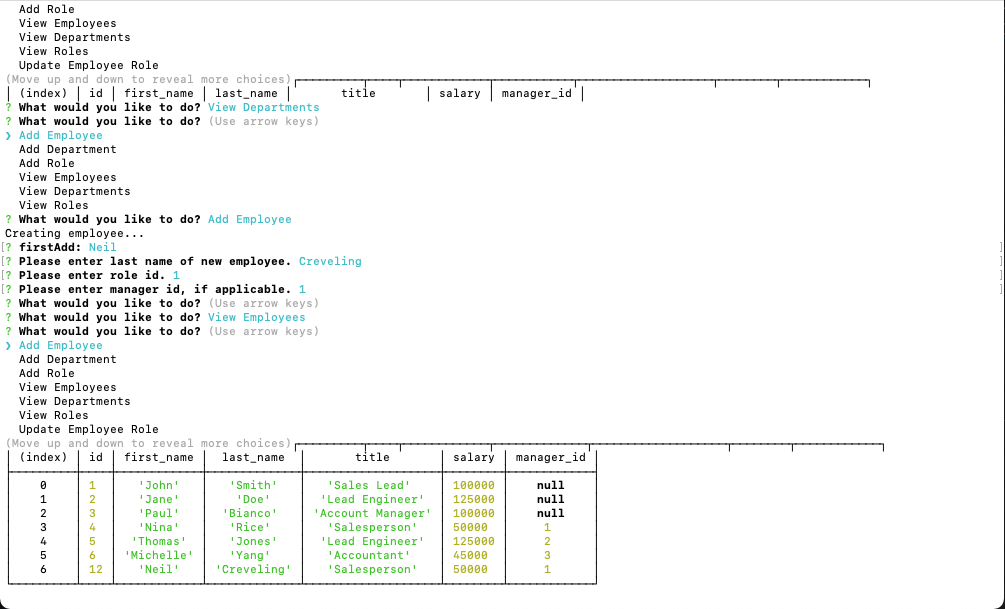 Add Role
View Employees
View Departments
View Roles
Update Employee Role
(Move up and down to reveal more choices)
(index) id first_name last_name title salary manager_id
? What would you like to do? View Departments
? What would you like to do? (Use arrow keys)
❯ Add Employee
Add Department
Add Role
View Employees
View Departments
View Roles
? What would you like to do? Add Employee
Creating employee...
[? firstAdd: Neil ]
[? Please enter last name of new employee. Creveling ]
[? Please enter role id. 1 ]
[? Please enter manager id, if applicable. 1 ]
? What would you like to do? (Use arrow keys)
? What would you like to do? View Employees
? What would you like to do? (Use arrow keys)
❯ Add Employee
Add Department
Add Role
View Employees
View Departments
View Roles
Update Employee Role
(Move up and down to reveal more choices)
(index) id first_name last_name title salary manager_id
0 1 'John' 'Smith' 'Sales Lead' 100000 null
1 2 'Jane' 'Doe' 'Lead Engineer' 125000 null
2 3 'Paul' 'Bianco' 'Account Manager' 100000 null
3 4 'Nina' 'Rice' 'Salesperson' 50000 1
4 5 'Thomas' 'Jones' 'Lead Engineer' 125000 2
5 6 'Michelle' 'Yang' 'Accountant' 45000 3
6 12 'Neil' 'Creveling' 'Salesperson' 50000 1